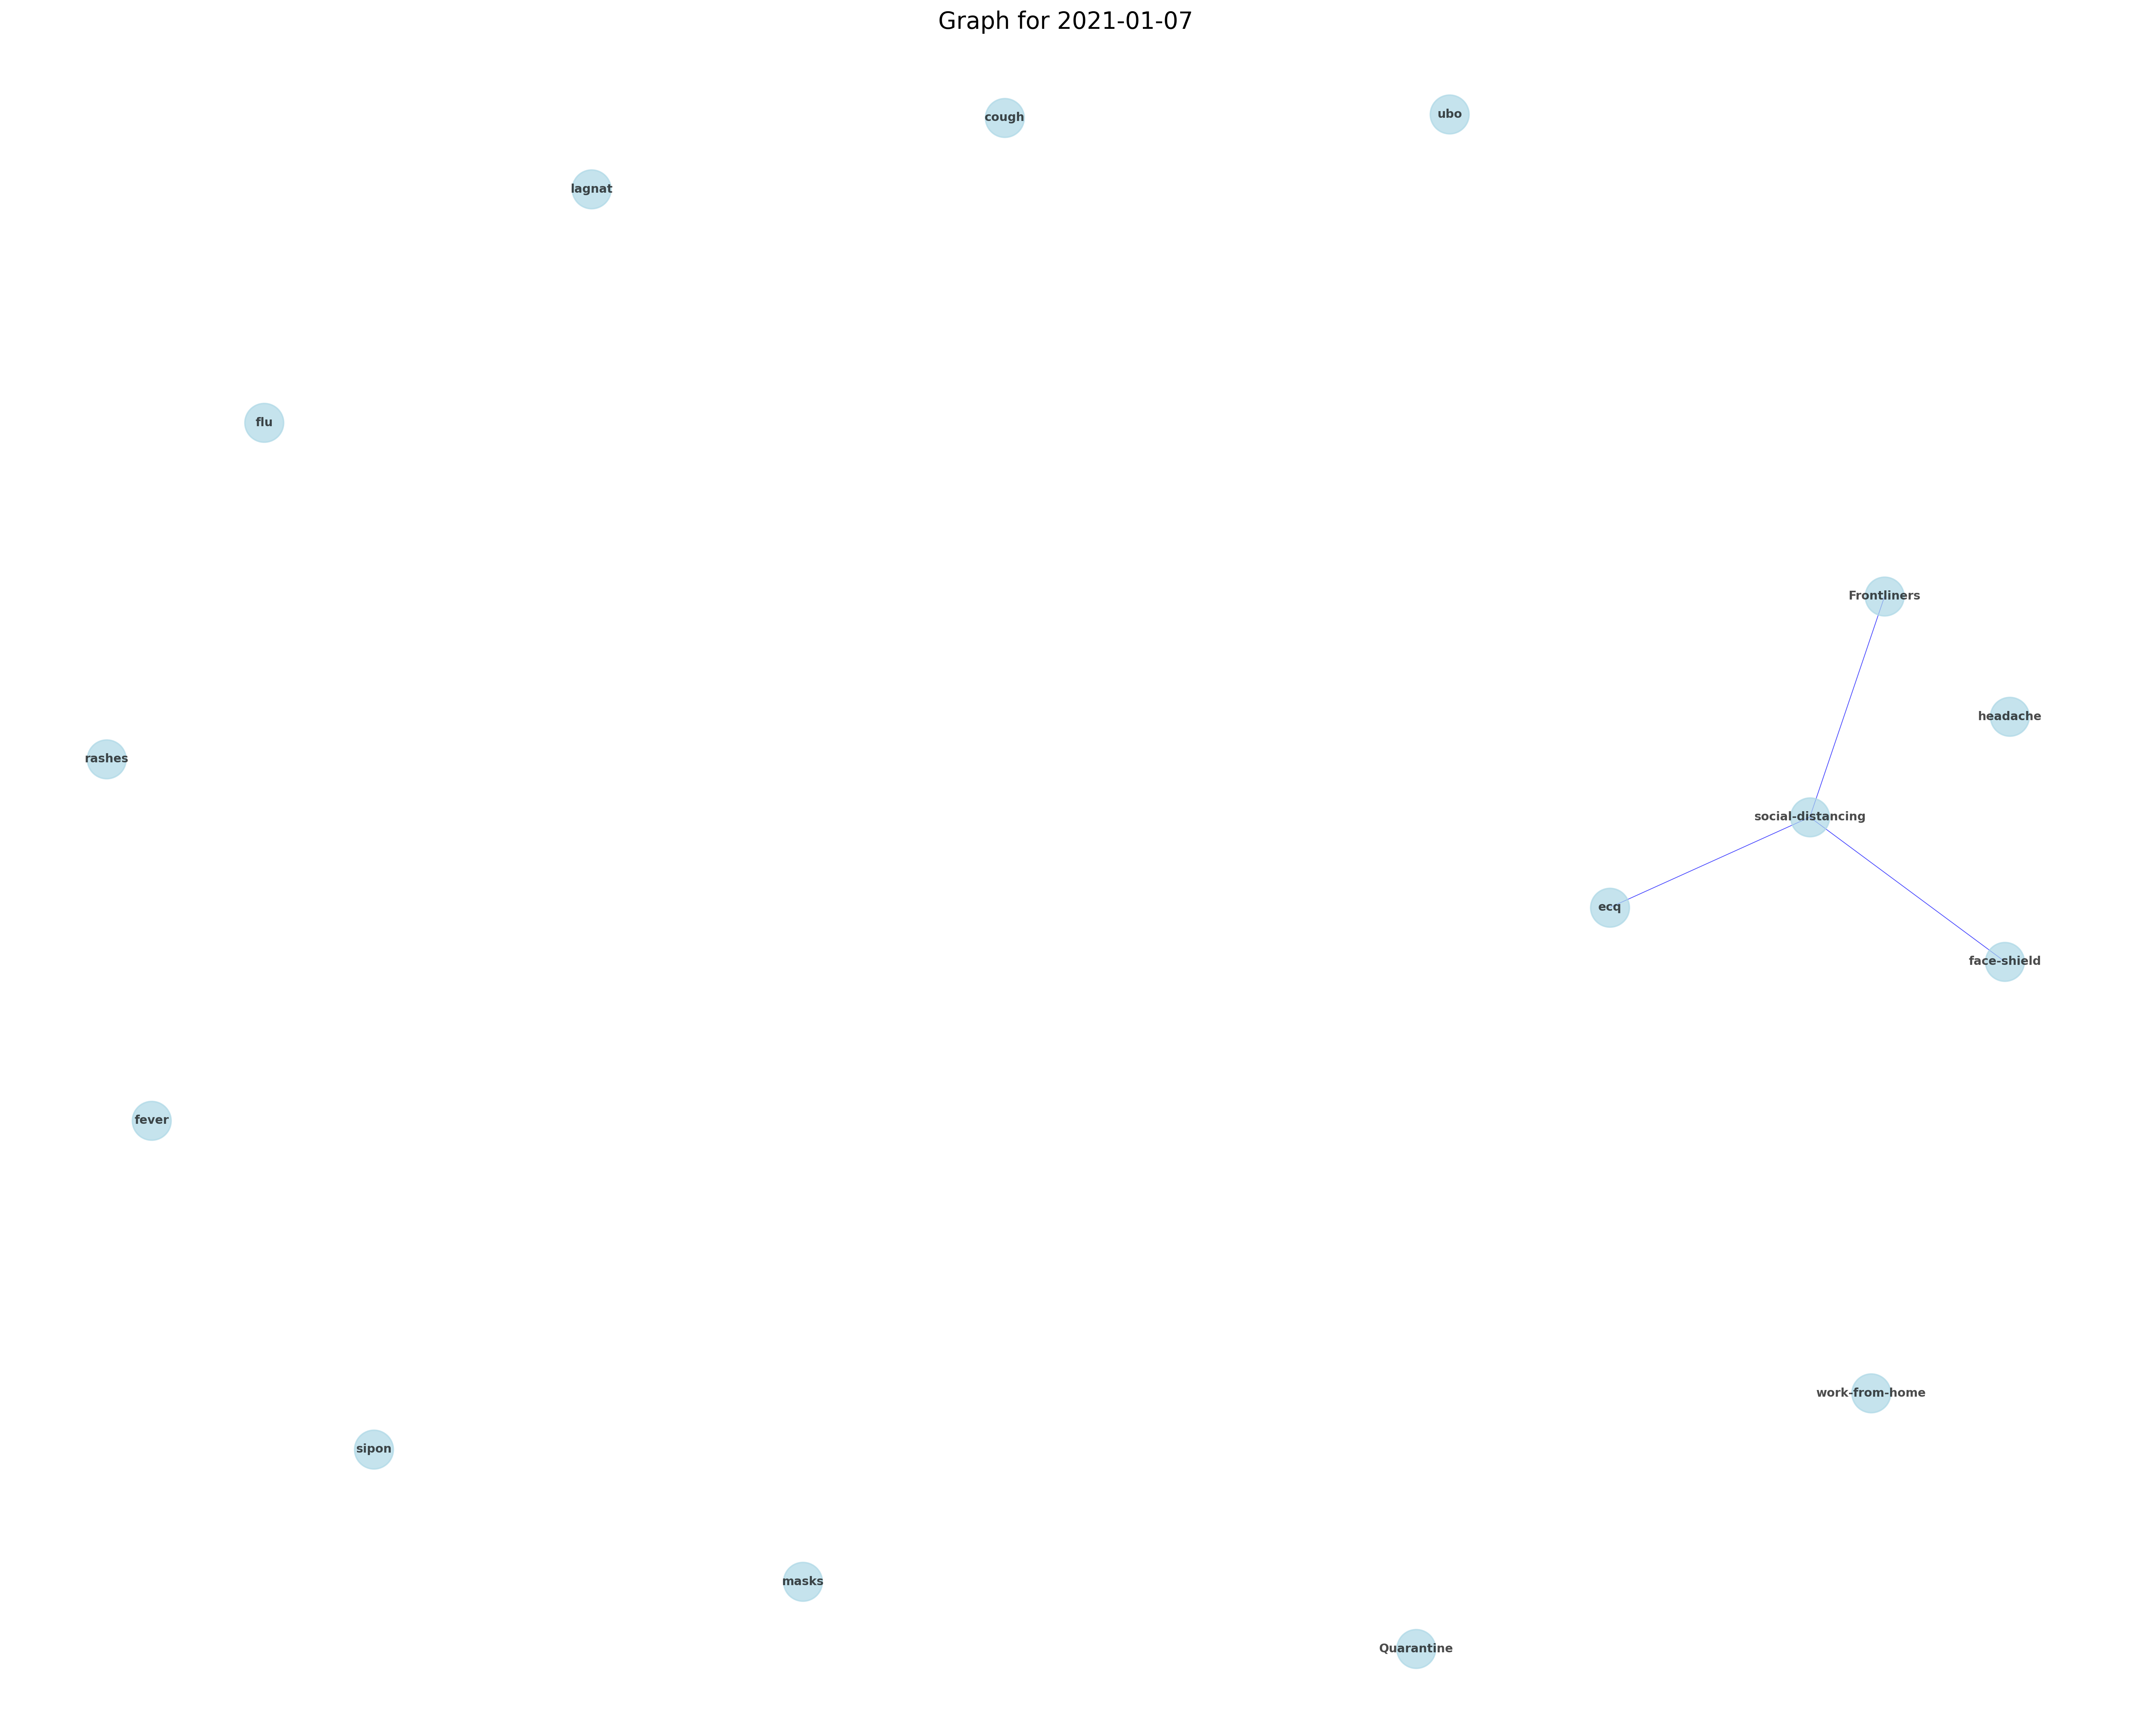 Graph for 2021-01-07
cough
ubo
lagnat
flu
Frontliners
headache
rashes
social-distancing
ecq
face-shield
fever
work-from-home
sipon
masks
Quarantine